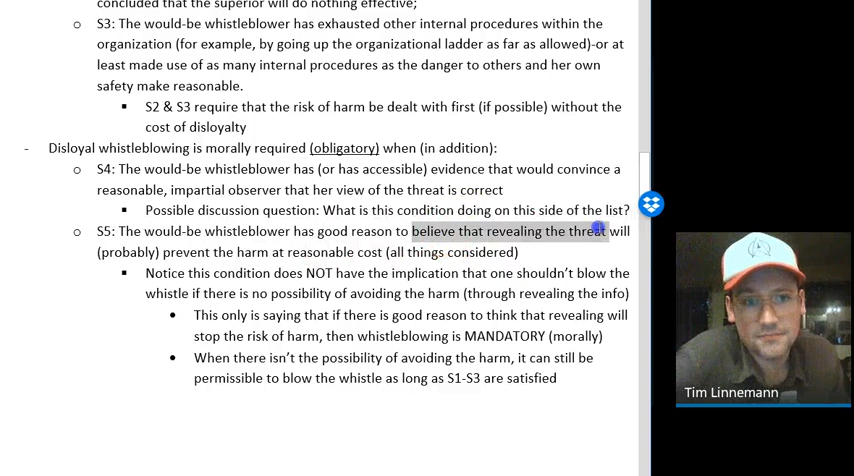 concluded that the superior will do nothing effective;
o S3: The would-be whistleblower has exhausted other internal procedures within the
organization (for example, by going up the organizational ladder as far as allowed)-or at
least made use of as many internal procedures as the danger to others and her own
safety make reasonable.
▪ S2 & S3 require that the risk of harm be dealt with first (if possible) without the
cost of disloyalty
- Disloyal whistleblowing is morally required (obligatory) when (in addition):
o S4: The would-be whistleblower has (or has accessible) evidence that would convince a
reasonable, impartial observer that her view of the threat is correct
▪ Possible discussion question: What is this condition doing on this side of the list?
o S5: The would-be whistleblower has good reason to believe that revealing the threat will
(probably) prevent the harm at reasonable cost (all things considered)
▪ Notice this condition does NOT have the implication that one shouldn't blow the
whistle if there is no possibility of avoiding the harm (through revealing the info)
• This only is saying that if there is good reason to think that revealing will
stop the risk of harm, then whistleblowing is MANDATORY (morally)
• When there isn't the possibility of avoiding the harm, it can still be
permissible to blow the whistle as long as S1-S3 are satisfied
Tim Linnemann